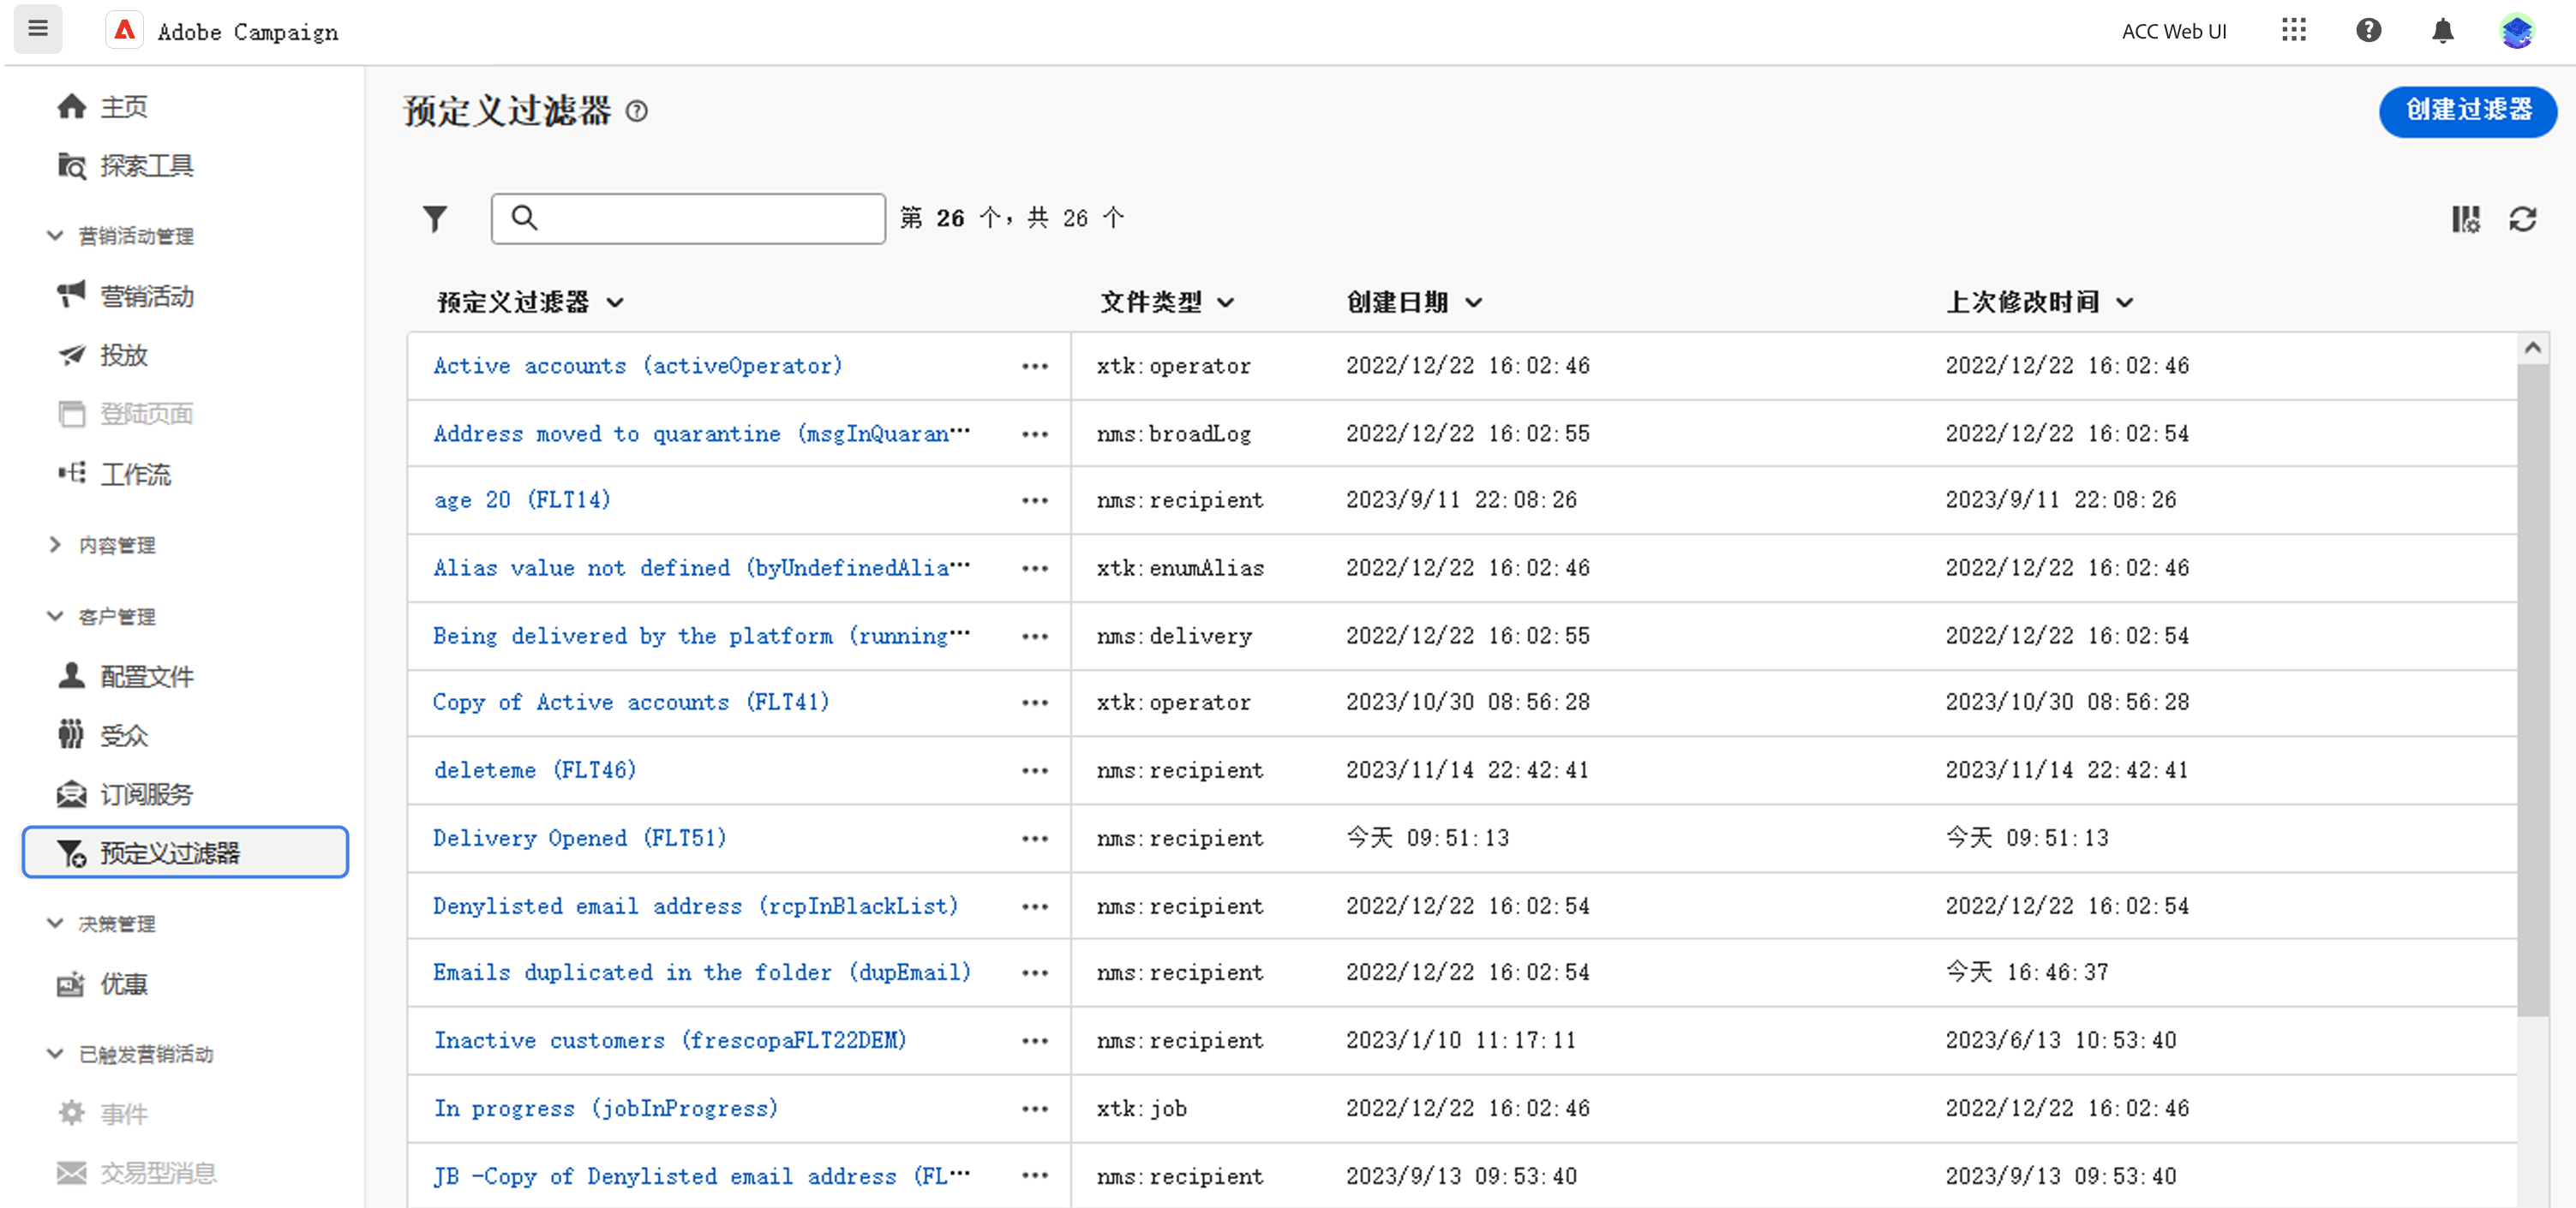 Adobe Campaign
ACC Web UI
主页
探索工具
营销活动管理
营销活动
投放
登陆页面
工作流
内容管理
客户管理
配置文件
受众
订阅服务
预定义过滤器
决策管理
优惠
已触发营销活动
事件
交易型消息
预定义过滤器
创建过滤器
第 26 个，共 26 个
预定义过滤器 文件类型 创建日期 上次修改时间
Active accounts (activeOperator) ••• xtk:operator 2022/12/22 16:02:46 2022/12/22 16:02:46
Address moved to quarantine (msgInQuaran… ••• nms:broadLog 2022/12/22 16:02:55 2022/12/22 16:02:54
age 20 (FLT14) ••• nms:recipient 2023/9/11 22:08:26 2023/9/11 22:08:26
Alias value not defined (byUndefinedAlia… ••• xtk:enumAlias 2022/12/22 16:02:46 2022/12/22 16:02:46
Being delivered by the platform (running… ••• nms:delivery 2022/12/22 16:02:55 2022/12/22 16:02:54
Copy of Active accounts (FLT41) ••• xtk:operator 2023/10/30 08:56:28 2023/10/30 08:56:28
deleteme (FLT46) ••• nms:recipient 2023/11/14 22:42:41 2023/11/14 22:42:41
Delivery Opened (FLT51) ••• nms:recipient 今天 09:51:13 今天 09:51:13
Denylisted email address (rcpInBlackList) ••• nms:recipient 2022/12/22 16:02:54 2022/12/22 16:02:54
Emails duplicated in the folder (dupEmail) ••• nms:recipient 2022/12/22 16:02:54 今天 16:46:37
Inactive customers (frescopaFLT22DEM) ••• nms:recipient 2023/1/10 11:17:11 2023/6/13 10:53:40
In progress (jobInProgress) ••• xtk:job 2022/12/22 16:02:46 2022/12/22 16:02:46
JB -Copy of Denylisted email address (FL… ••• nms:recipient 2023/9/13 09:53:40 2023/9/13 09:53:40